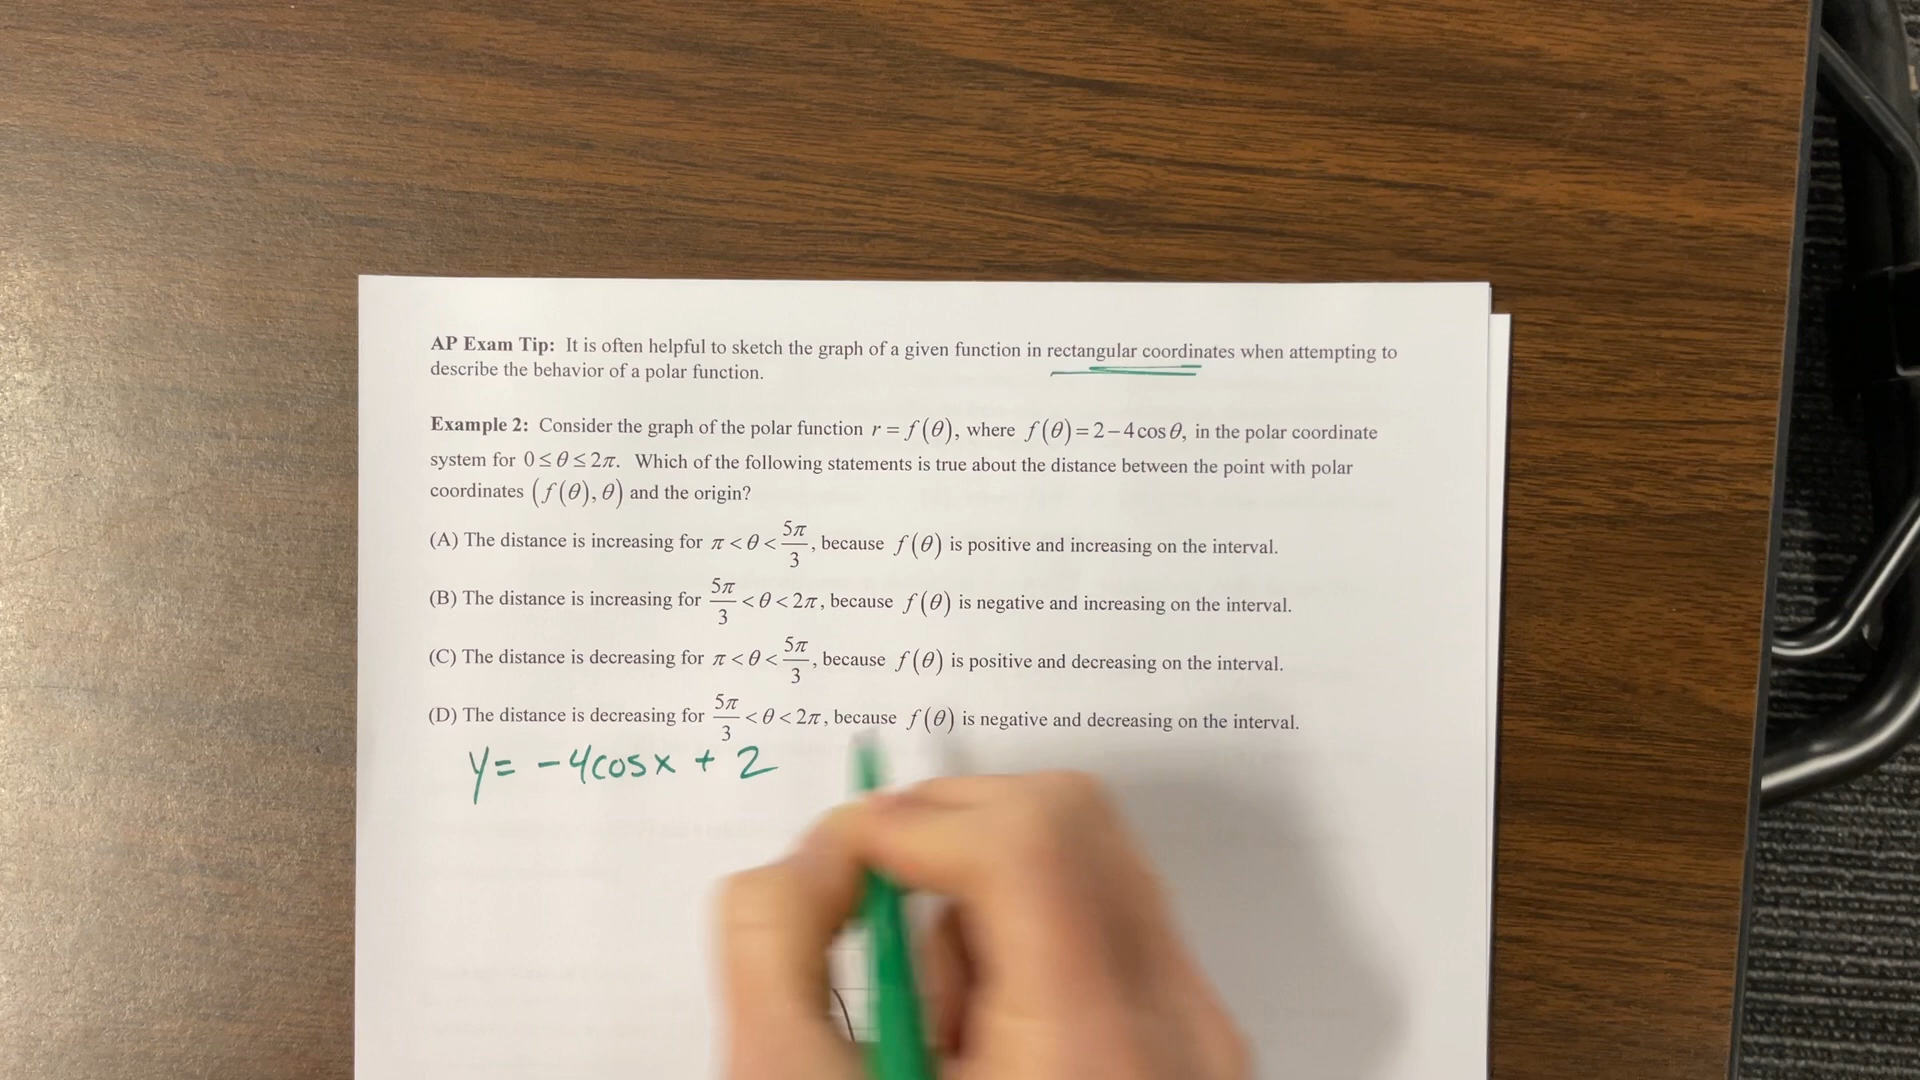 AP Exam Tip: It is often helpful to sketch the graph of a given function in rectangular coordinates when attempting to
describe the behavior of a polar function.
Example 2: Consider the graph of the polar function r = f(θ), where f(θ) = 2 − 4 cos θ, in the polar coordinate
system for 0 ≤ θ ≤ 2π. Which of the following statements is true about the distance between the point with polar
coordinates (f(θ), θ) and the origin?
(A) The distance is increasing for π < θ < 5π/3, because f(θ) is positive and increasing on the interval.
(B) The distance is increasing for 5π/3 < θ < 2π, because f(θ) is negative and increasing on the interval.
(C) The distance is decreasing for π < θ < 5π/3, because f(θ) is positive and decreasing on the interval.
(D) The distance is decreasing for 5π/3 < θ < 2π, because f(θ) is negative and decreasing on the interval.
y = −4cosx + 2